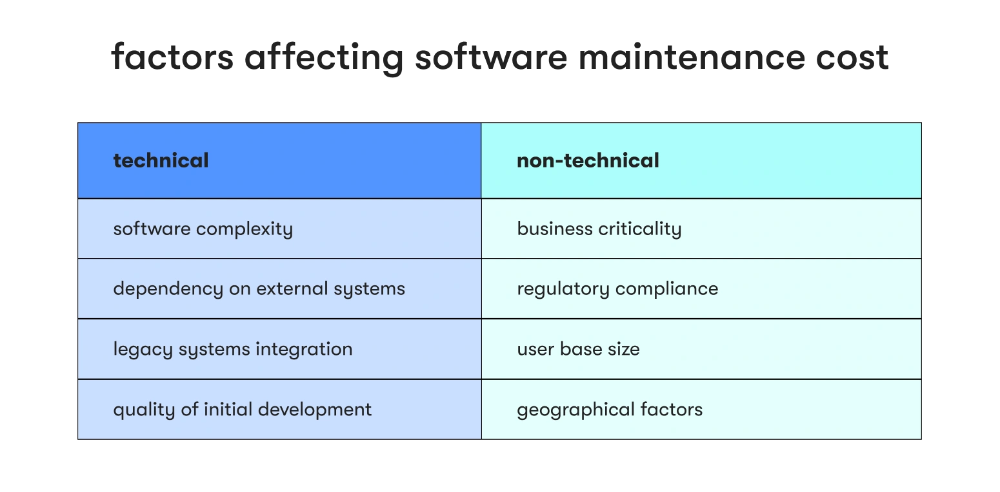 factors affecting software maintenance cost
technical
non-technical
software complexity
business criticality
dependency on external systems
regulatory compliance
legacy systems integration
user base size
quality of initial development
geographical factors